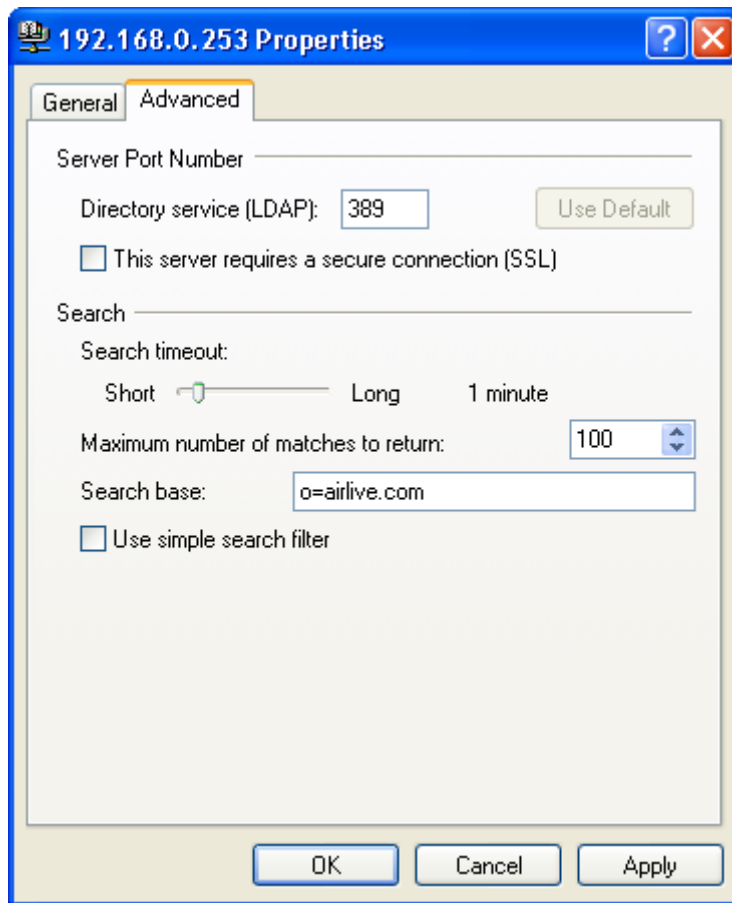 192.168.0.253 Properties
General
Advanced
Server Port Number
Directory service (LDAP): 389 Use Default
This server requires a secure connection (SSL)
Search
Search timeout:
Short Long 1 minute
Maximum number of matches to return: 100
Search base: o=airlive.com
Use simple search filter
OK Cancel Apply